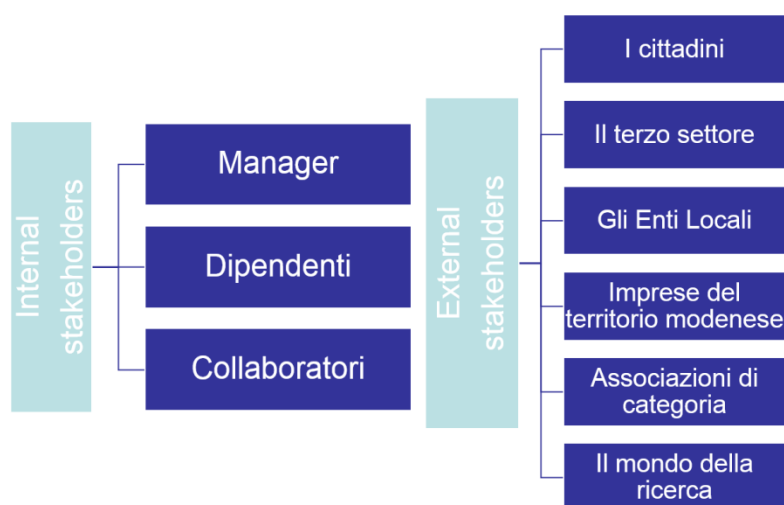 Internal
stakeholders
Manager
Dipendenti
Collaboratori
External
stakeholders
I cittadini
Il terzo settore
Gli Enti Locali
Imprese del
territorio modenese
Associazioni di
categoria
Il mondo della
ricerca